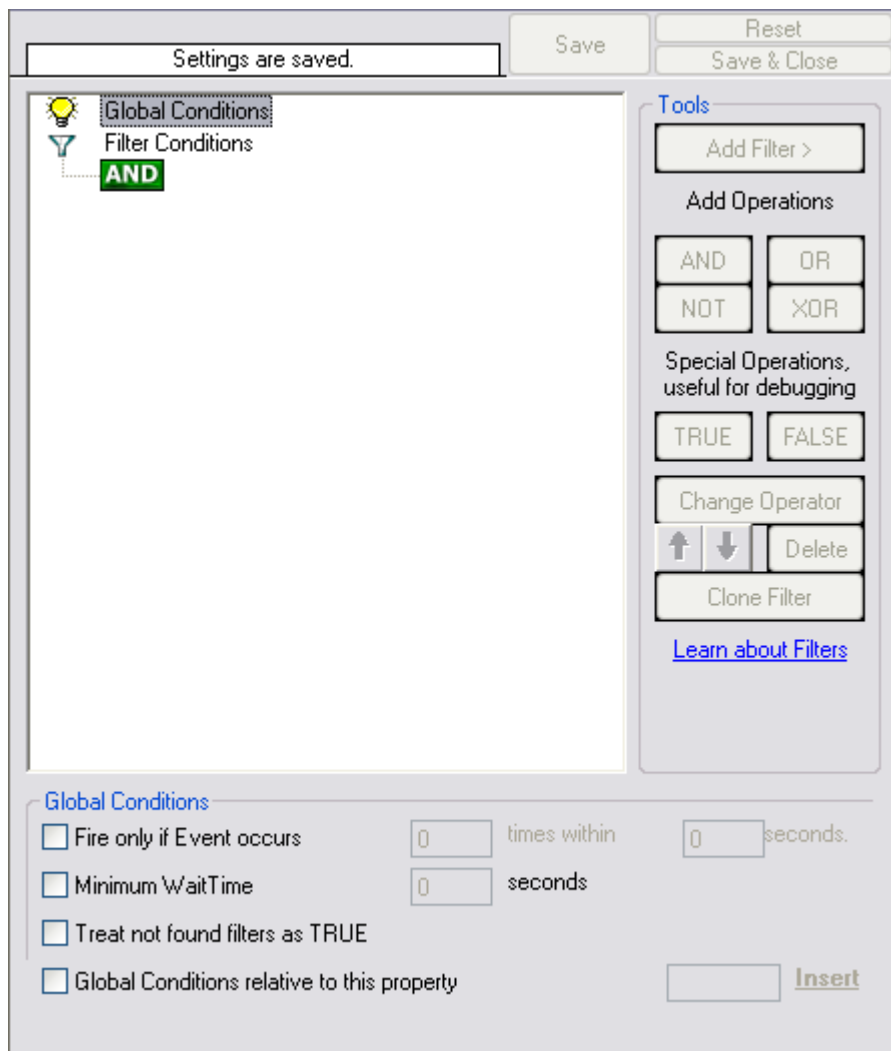 Settings are saved.
Save
Reset
Save & Close
Global Conditions
Filter Conditions
AND
Tools
Add Filter >
Add Operations
AND
OR
NOT
XOR
Special Operations,
useful for debugging
TRUE
FALSE
Change Operator
Delete
Clone Filter
Learn about Filters
Global Conditions
Fire only if Event occurs 0 times within 0 seconds.
Minimum WaitTime 0 seconds
Treat not found filters as TRUE
Global Conditions relative to this property Insert